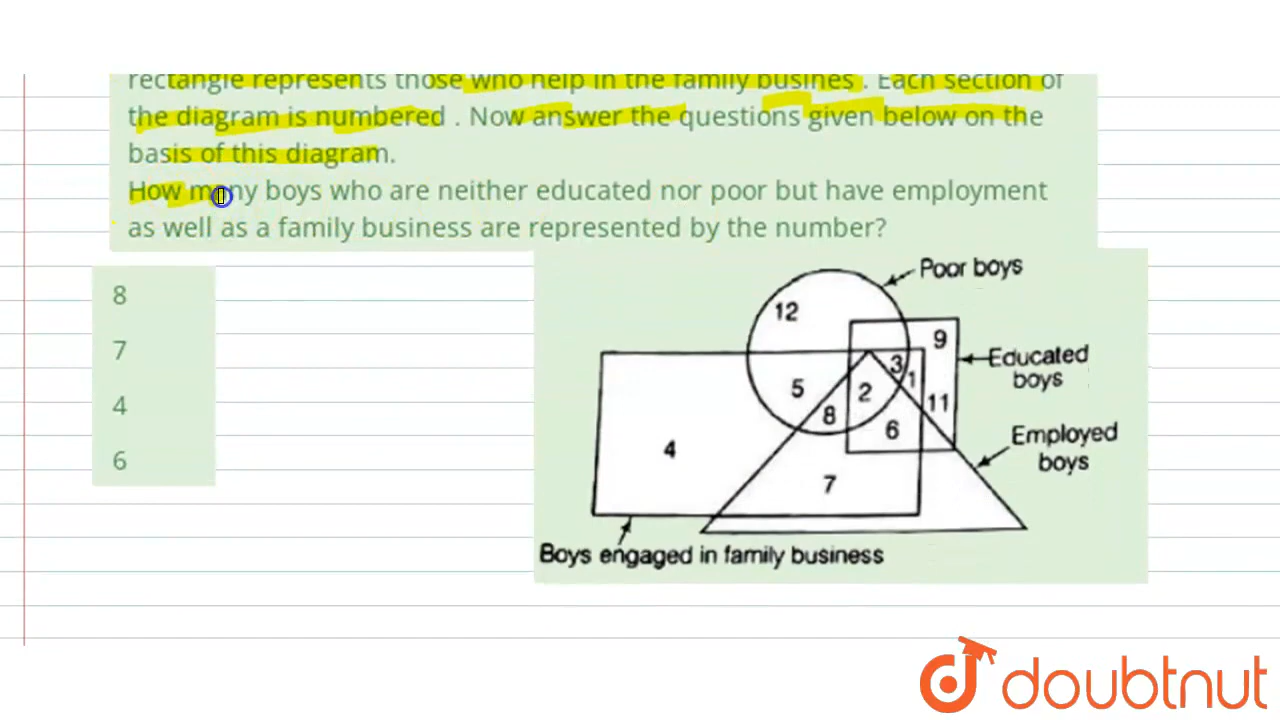 rectangle represents those who help in the family busines . Each section of
the diagram is numbered . Now answer the questions given below on the
basis of this diagram.
How many boys who are neither educated nor poor but have employment
as well as a family business are represented by the number?
8
7
4
6
Poor boys
12
9
Educated
boys
3
1
5
2
11
8
6
Employed
boys
4
7
Boys engaged in family business
doubtnut